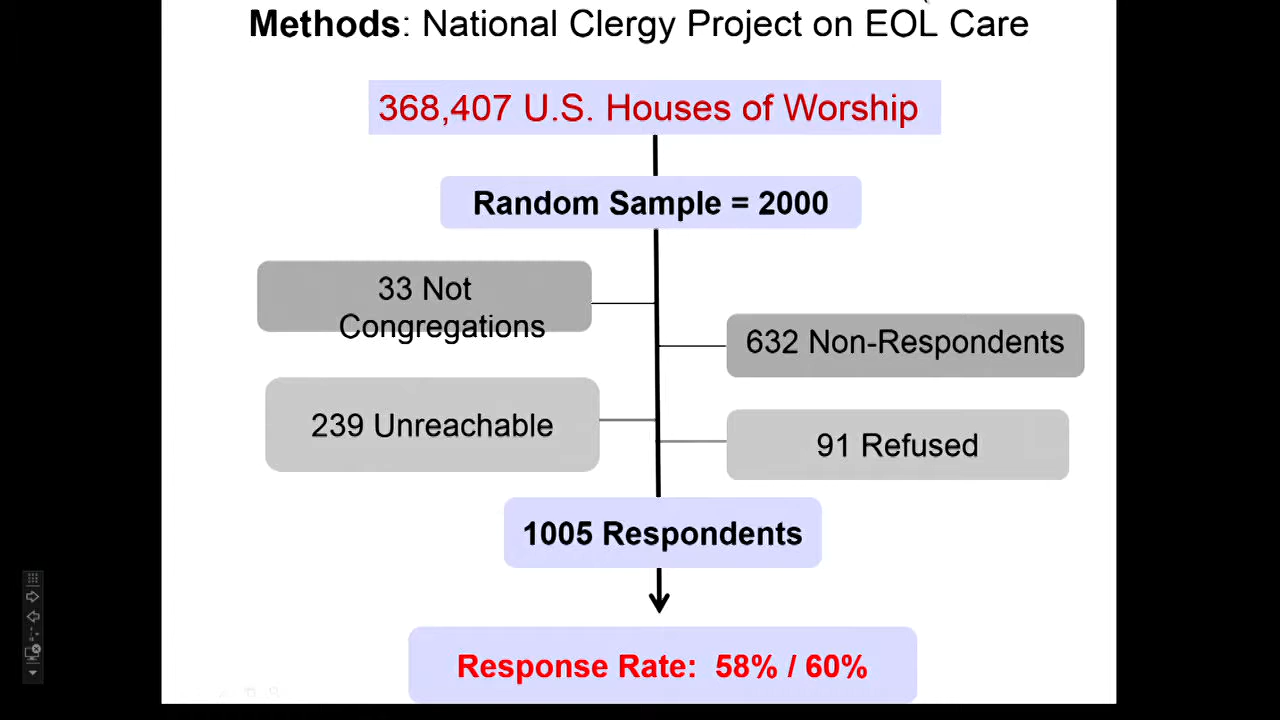 Methods: National Clergy Project on EOL Care
368,407 U.S. Houses of Worship
Random Sample = 2000
33 Not
Congregations
632 Non-Respondents
239 Unreachable
91 Refused
1005 Respondents
Response Rate: 58% / 60%